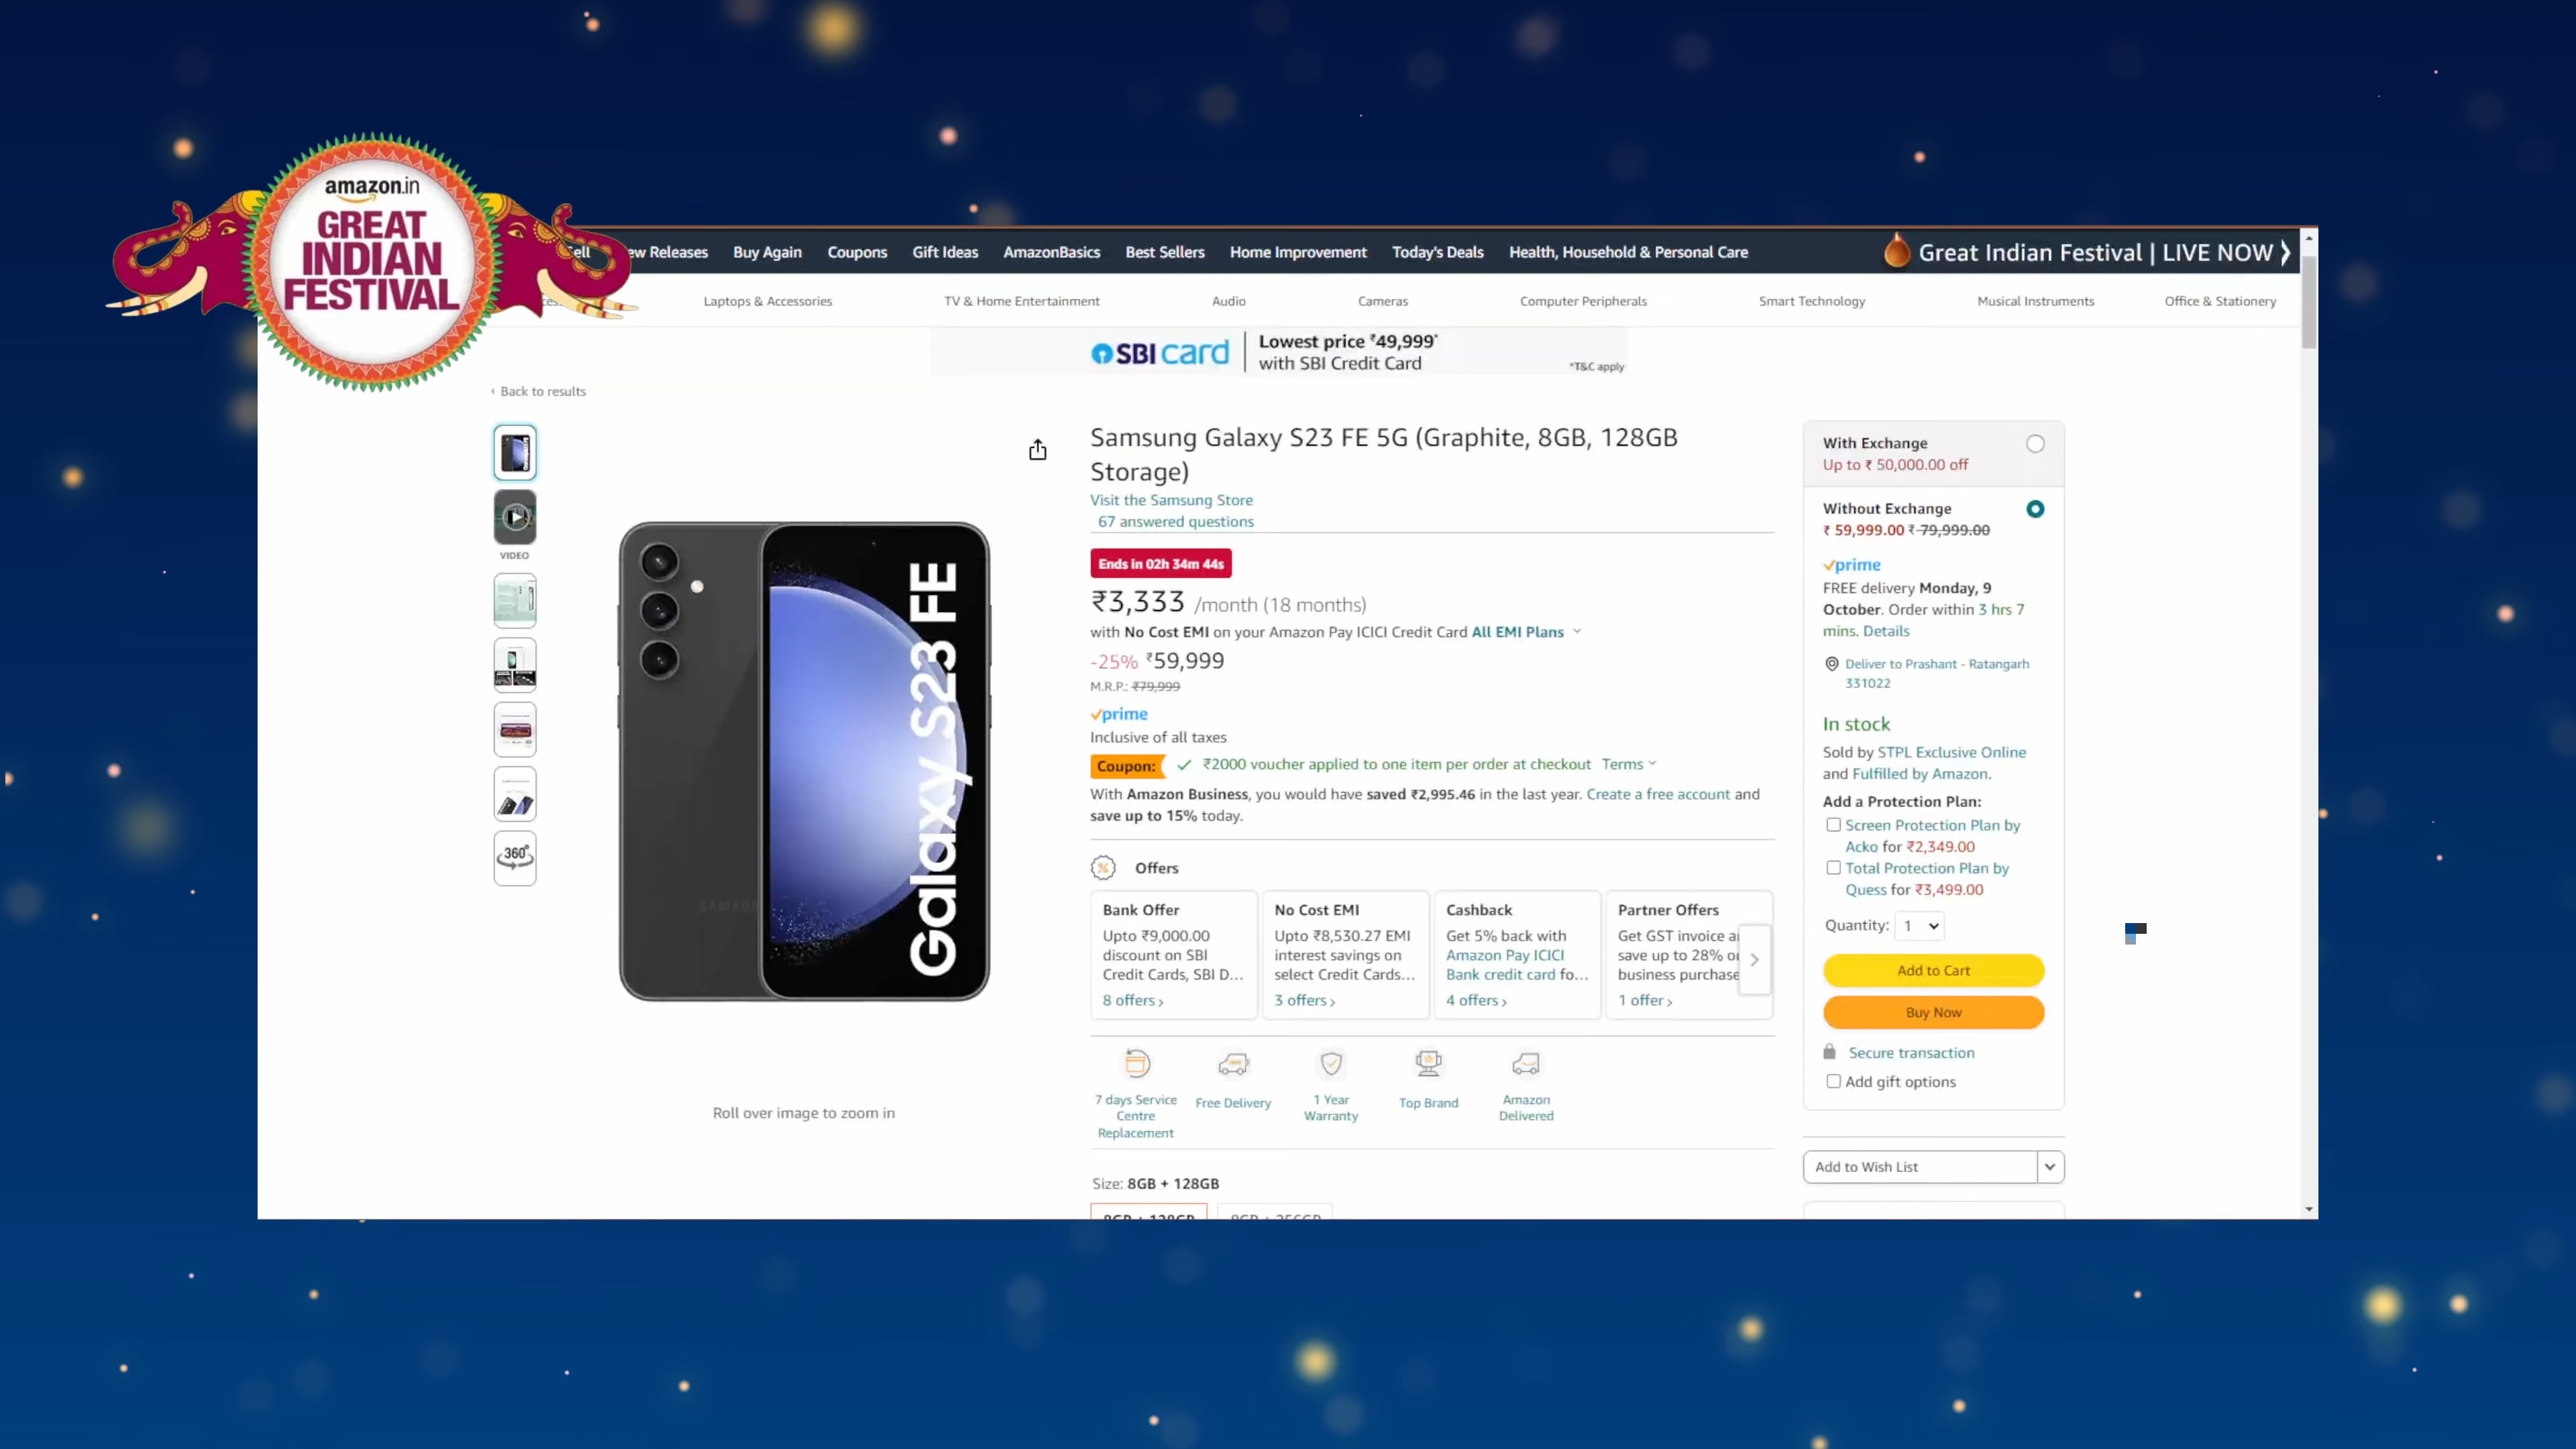 amazon.in
GREAT
INDIAN
FESTIVAL
Sell
New Releases
Buy Again
Coupons
Gift Ideas
AmazonBasics
Best Sellers
Home Improvement
Today's Deals
Health, Household & Personal Care
Great Indian Festival | LIVE NOW ❯
Laptops & Accessories
TV & Home Entertainment
Audio
Cameras
Computer Peripherals
Smart Technology
Musical Instruments
Office & Stationery
SBI card
Lowest price ₹49,999*
with SBI Credit Card
*T&C apply
‹ Back to results
VIDEO
360°
Galaxy S23 FE
SAMSUNG
Roll over image to zoom in
Samsung Galaxy S23 FE 5G (Graphite, 8GB, 128GB
Storage)
Visit the Samsung Store
67 answered questions
Ends in 02h 34m 44s
₹3,333 /month (18 months)
with No Cost EMI on your Amazon Pay ICICI Credit Card All EMI Plans
-25% ₹59,999
M.R.P.: ₹79,999
prime
Inclusive of all taxes
Coupon: ✓ ₹2000 voucher applied to one item per order at checkout Terms
With Amazon Business, you would have saved ₹2,995.46 in the last year. Create a free account and
save up to 15% today.
Offers
Bank Offer
Upto ₹9,000.00
discount on SBI
Credit Cards, SBI D...
8 offers ›
No Cost EMI
Upto ₹8,530.27 EMI
interest savings on
select Credit Cards...
3 offers ›
Cashback
Get 5% back with
Amazon Pay ICICI
Bank credit card fo...
4 offers ›
Partner Offers
Get GST invoice a
save up to 28% o
business purchase
1 offer ›
7 days Service
Centre
Replacement
Free Delivery
1 Year
Warranty
Top Brand
Amazon
Delivered
Size: 8GB + 128GB
8GB + 128GB
8GB + 256GB
With Exchange
Up to ₹ 50,000.00 off
Without Exchange
₹ 59,999.00 ₹ 79,999.00
prime
FREE delivery Monday, 9
October. Order within 3 hrs 7
mins. Details
Deliver to Prashant - Ratangarh
331022
In stock
Sold by STPL Exclusive Online
and Fulfilled by Amazon.
Add a Protection Plan:
Screen Protection Plan by
Acko for ₹2,349.00
Total Protection Plan by
Quess for ₹3,499.00
Quantity: 1
Add to Cart
Buy Now
Secure transaction
Add gift options
Add to Wish List